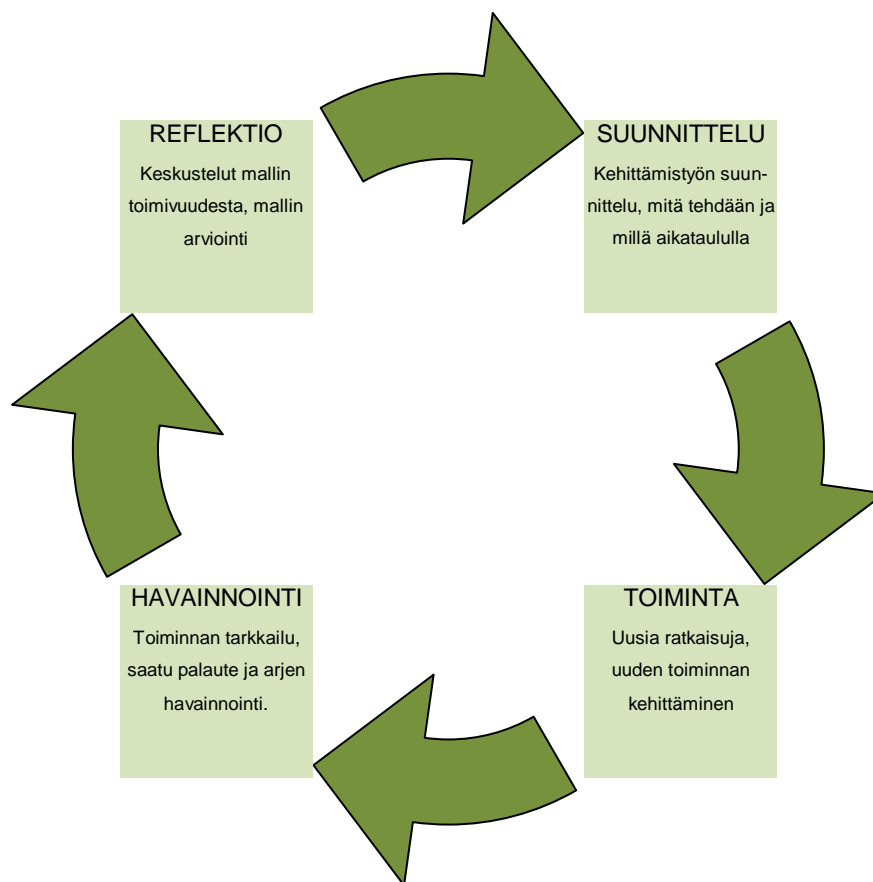 REFLEKTIO
Keskustelut mallin
toimivuudesta, mallin
arviointi
SUUNNITTELU
Kehittämistyön suun-
nittelu, mitä tehdään ja
millä aikataululla
HAVAINNOINTI
Toiminnan tarkkailu,
saatu palaute ja arjen
havainnointi.
TOIMINTA
Uusia ratkaisuja,
uuden toiminnan
kehittäminen